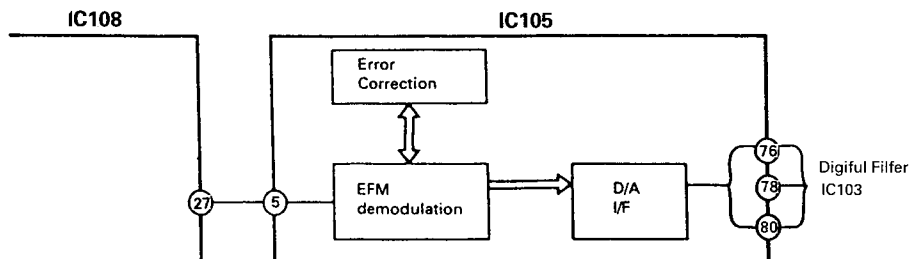 IC108
IC105
Error
Correction
76
Digiful Filfer
IC103
27
5
EFM
demodulation
D/A
I/F
78
80